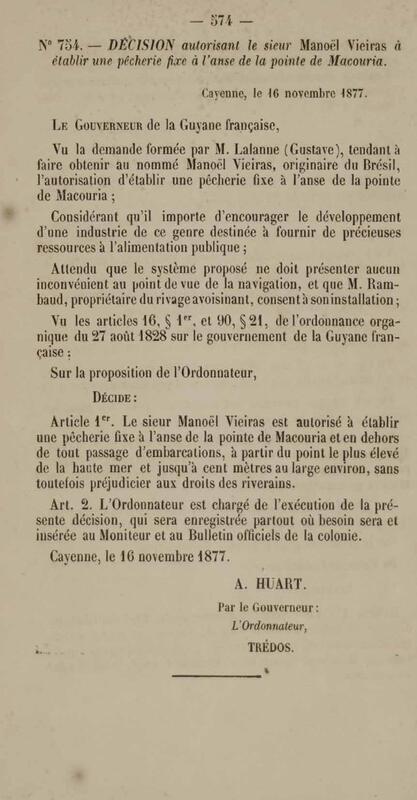 — 574 —
N° 754. — DÉCISION autorisant le sieur Manoël Vieiras à
établir une pêcherie fixe à l'anse de la pointe de Macouria.
Cayenne, le 16 novembre 1877.
LE GOUVERNEUR de la Guyane française,
Vu la demande formée par M. Lalanne (Gustave), tendant à
faire obtenir au nommé Manoël Vieiras, originaire du Brésil,
l'autorisation d'établir une pêcherie fixe à l'anse de la pointe
de Macouria ;
Considérant qu'il importe d'encourager le développement
d'une industrie de ce genre destinée à fournir de précieuses
ressources à l'alimentation publique ;
Attendu que le système proposé ne doit présenter aucun
inconvénient au point de vue de la navigation, et que M. Ram-
baud, propriétaire du rivage avoisinant, consent à son installation ;
Vu les articles 16, § 1er, et 90, § 21, de l'ordonnance orga-
nique du 27 août 1828 sur le gouvernement de la Guyane fran-
çaise ;
Sur la proposition de l'Ordonnateur,
DÉCIDE :
Article 1er. Le sieur Manoël Vieiras est autorisé à établir
une pêcherie fixe à l'anse de la pointe de Macouria et en dehors
de tout passage d'embarcations, à partir du point le plus élevé
de la haute mer et jusqu'à cent mètres au large environ, sans
toutefois préjudicier aux droits des riverains.
Art. 2. L'Ordonnateur est chargé de l'exécution de la pré-
sente décision, qui sera enregistrée partout où besoin sera et
insérée au Moniteur et au Bulletin officiels de la colonie.
Cayenne, le 16 novembre 1877.
A. HUART.
Par le Gouverneur :
L'Ordonnateur,
TRÉDOS.